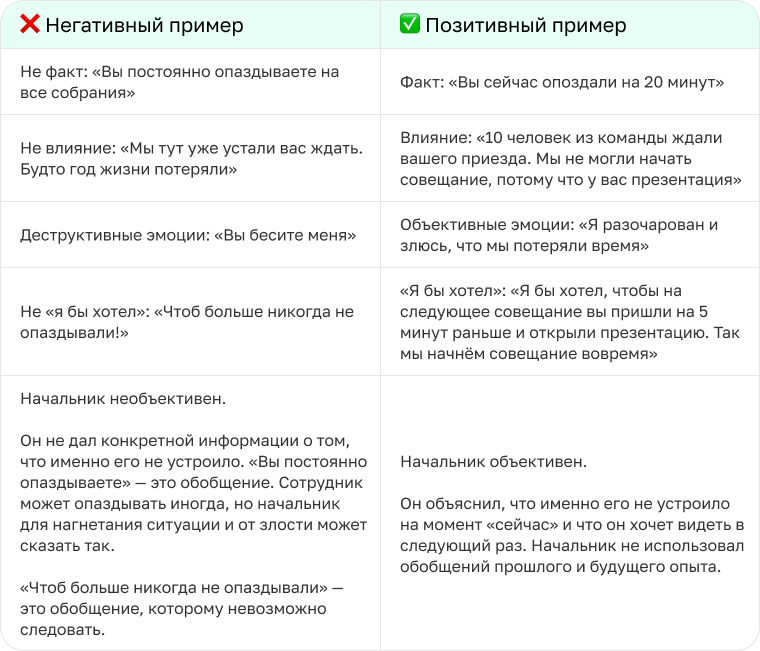 ❌ Негативный пример
✅ Позитивный пример
Не факт: «Вы постоянно опаздываете на
все собрания»
Факт: «Вы сейчас опоздали на 20 минут»
Не влияние: «Мы тут уже устали вас ждать.
Будто год жизни потеряли»
Влияние: «10 человек из команды ждали
вашего приезда. Мы не могли начать
совещание, потому что у вас презентация»
Деструктивные эмоции: «Вы бесите меня»
Объективные эмоции: «Я разочарован и
злюсь, что мы потеряли время»
Не «я бы хотел»: «Чтоб больше никогда не
опаздывали!»
«Я бы хотел»: «Я бы хотел, чтобы на
следующее совещание вы пришли на 5
минут раньше и открыли презентацию. Так
мы начнём совещание вовремя»
Начальник необъективен.
Он не дал конкретной информации о том,
что именно его не устроило. «Вы постоянно
опаздываете» — это обобщение. Сотрудник
может опаздывать иногда, но начальник
для нагнетания ситуации и от злости может
сказать так.
«Чтоб больше никогда не опаздывали» —
это обобщение, которому невозможно
следовать.
Начальник объективен.
Он объяснил, что именно его не устроило
на момент «сейчас» и что он хочет видеть в
следующий раз. Начальник не использовал
обобщений прошлого и будущего опыта.